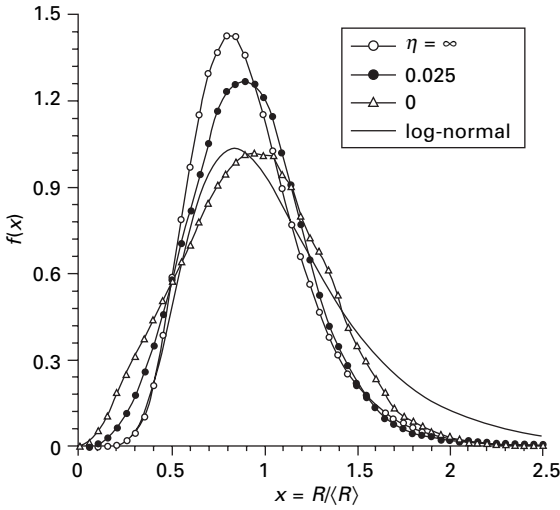 1.5
1.2
0.9
0.6
0.3
0
f(x)
η = ∞
0.025
0
log-normal
0 0.5 1 1.5 2 2.5
x = R/⟨R⟩